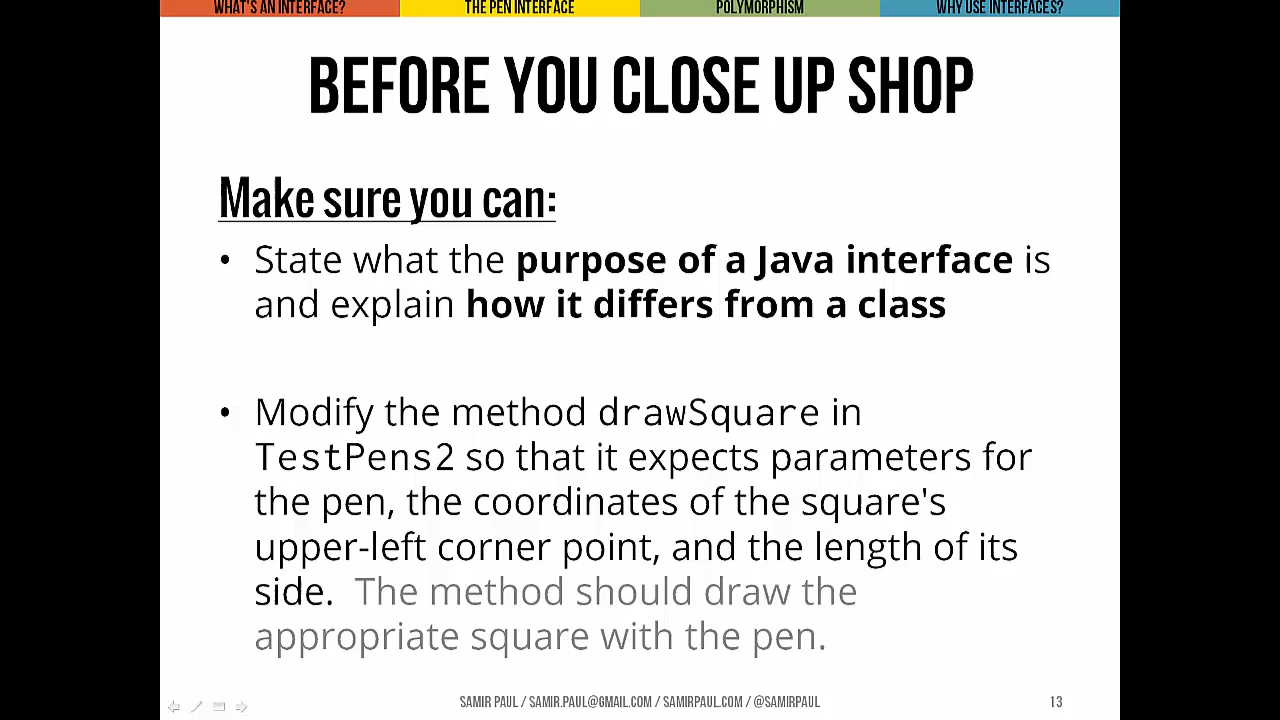 WHAT'S AN INTERFACE? THE PEN INTERFACE POLYMORPHISM WHY USE INTERFACES?
BEFORE YOU CLOSE UP SHOP
Make sure you can:
• State what the purpose of a Java interface is
and explain how it differs from a class
• Modify the method drawSquare in
TestPens2 so that it expects parameters for
the pen, the coordinates of the square's
upper-left corner point, and the length of its
side. The method should draw the
appropriate square with the pen.
SAMIR PAUL / SAMIR.PAUL@GMAIL.COM / SAMIRPAUL.COM / @SAMIRPAUL 13